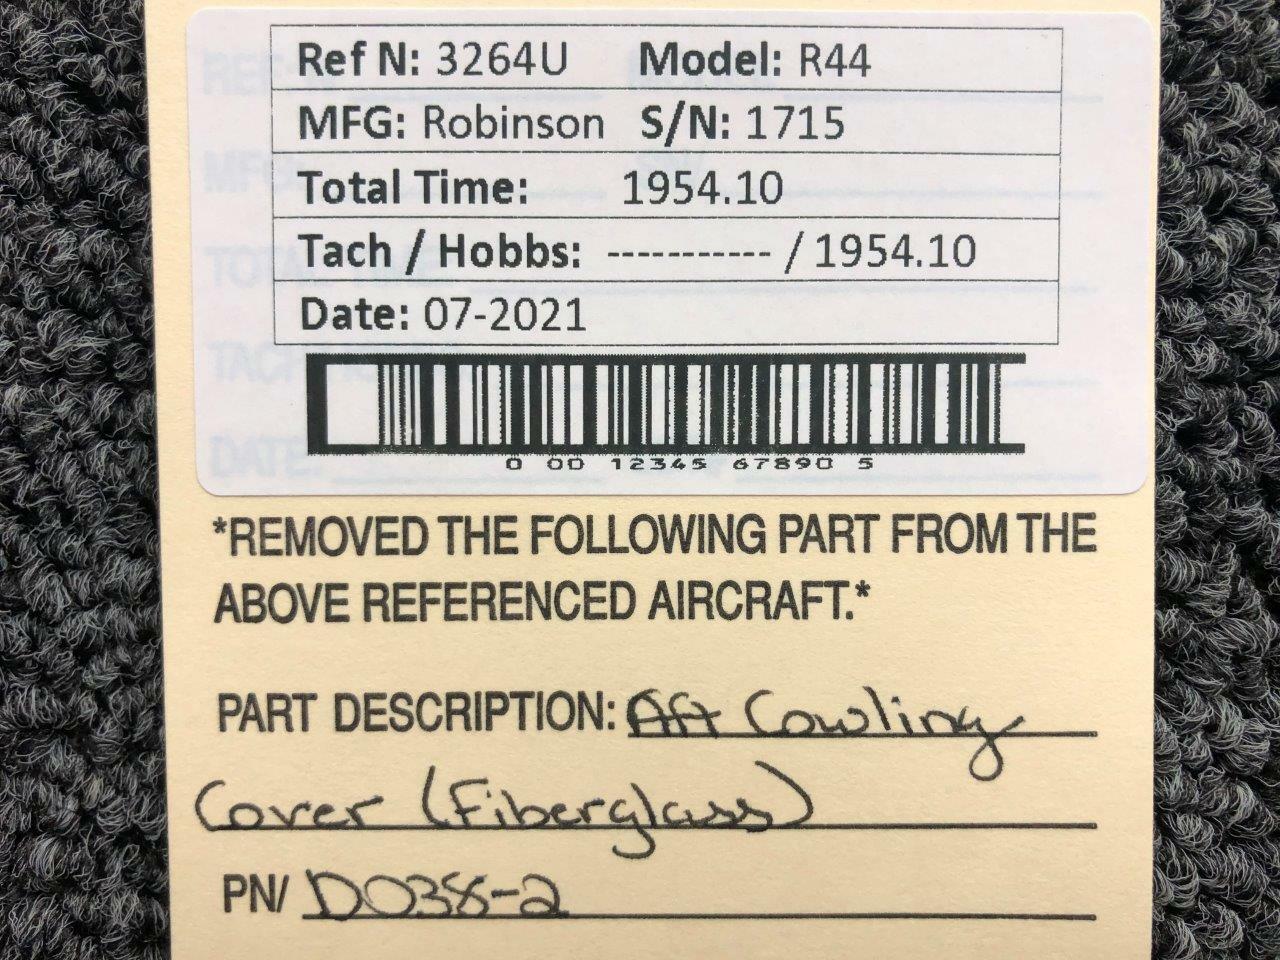 Ref N: 3264U Model: R44
MFG: Robinson S/N: 1715
Total Time: 1954.10
Tach / Hobbs: ----------- / 1954.10
Date: 07-2021
0 00 12345 67890 5
*REMOVED THE FOLLOWING PART FROM THE
ABOVE REFERENCED AIRCRAFT.*
PART DESCRIPTION: Aft Cowling
Cover (Fiberglass)
PN/ D038-2